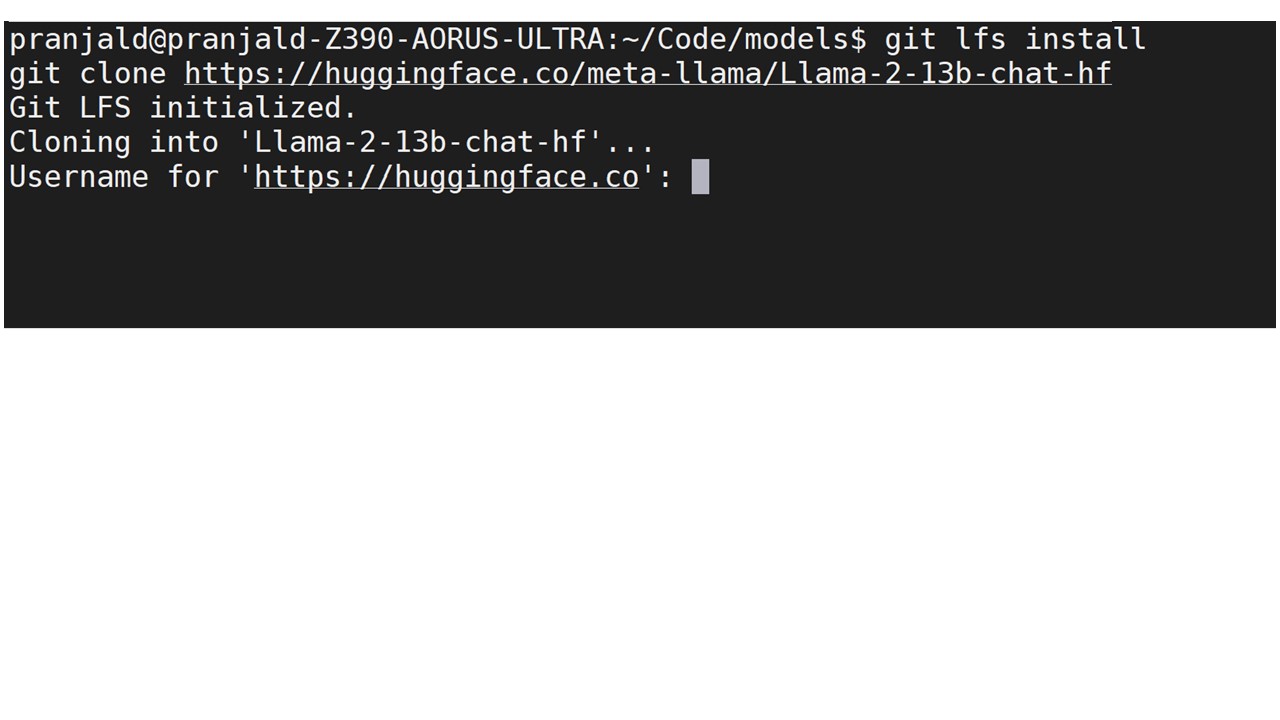 pranjald@pranjald-Z390-AORUS-ULTRA:~/Code/models$ git lfs install
git clone https://huggingface.co/meta-llama/Llama-2-13b-chat-hf
Git LFS initialized.
Cloning into 'Llama-2-13b-chat-hf'...
Username for 'https://huggingface.co':